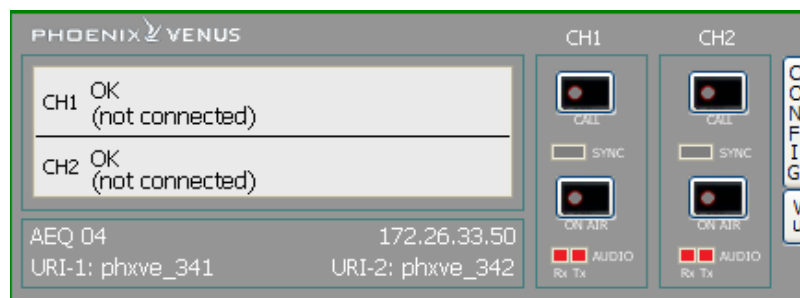 PHOENIX VENUS
CH1 OK
(not connected)
CH2 OK
(not connected)
AEQ 04 172.26.33.50
URI-1: phxve_341 URI-2: phxve_342
CH1 CH2
CALL CALL
SYNC SYNC
ON AIR ON AIR
AUDIO AUDIO
Rx Tx Rx Tx
C
O
N
F
I
G